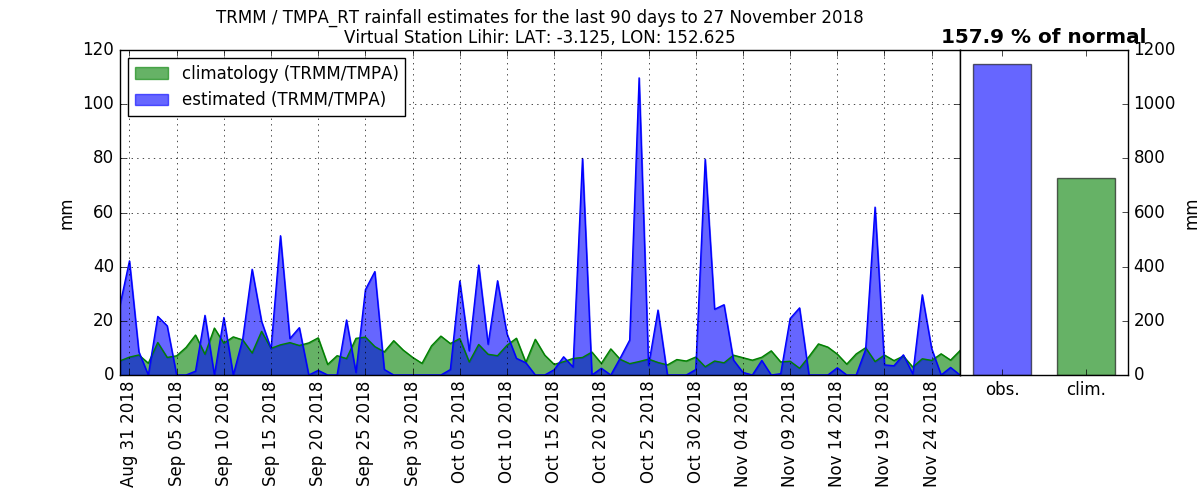 TRMM / TMPA_RT rainfall estimates for the last 90 days to 27 November 2018
Virtual Station Lihir: LAT: -3.125, LON: 152.625
157.9 % of normal
climatology (TRMM/TMPA)
estimated (TRMM/TMPA)
120
100
80
60
40
20
0
mm
1200
1000
800
600
400
200
0
mm
Aug 31 2018
Sep 05 2018
Sep 10 2018
Sep 15 2018
Sep 20 2018
Sep 25 2018
Sep 30 2018
Oct 05 2018
Oct 10 2018
Oct 15 2018
Oct 20 2018
Oct 25 2018
Oct 30 2018
Nov 04 2018
Nov 09 2018
Nov 14 2018
Nov 19 2018
Nov 24 2018
obs.
clim.